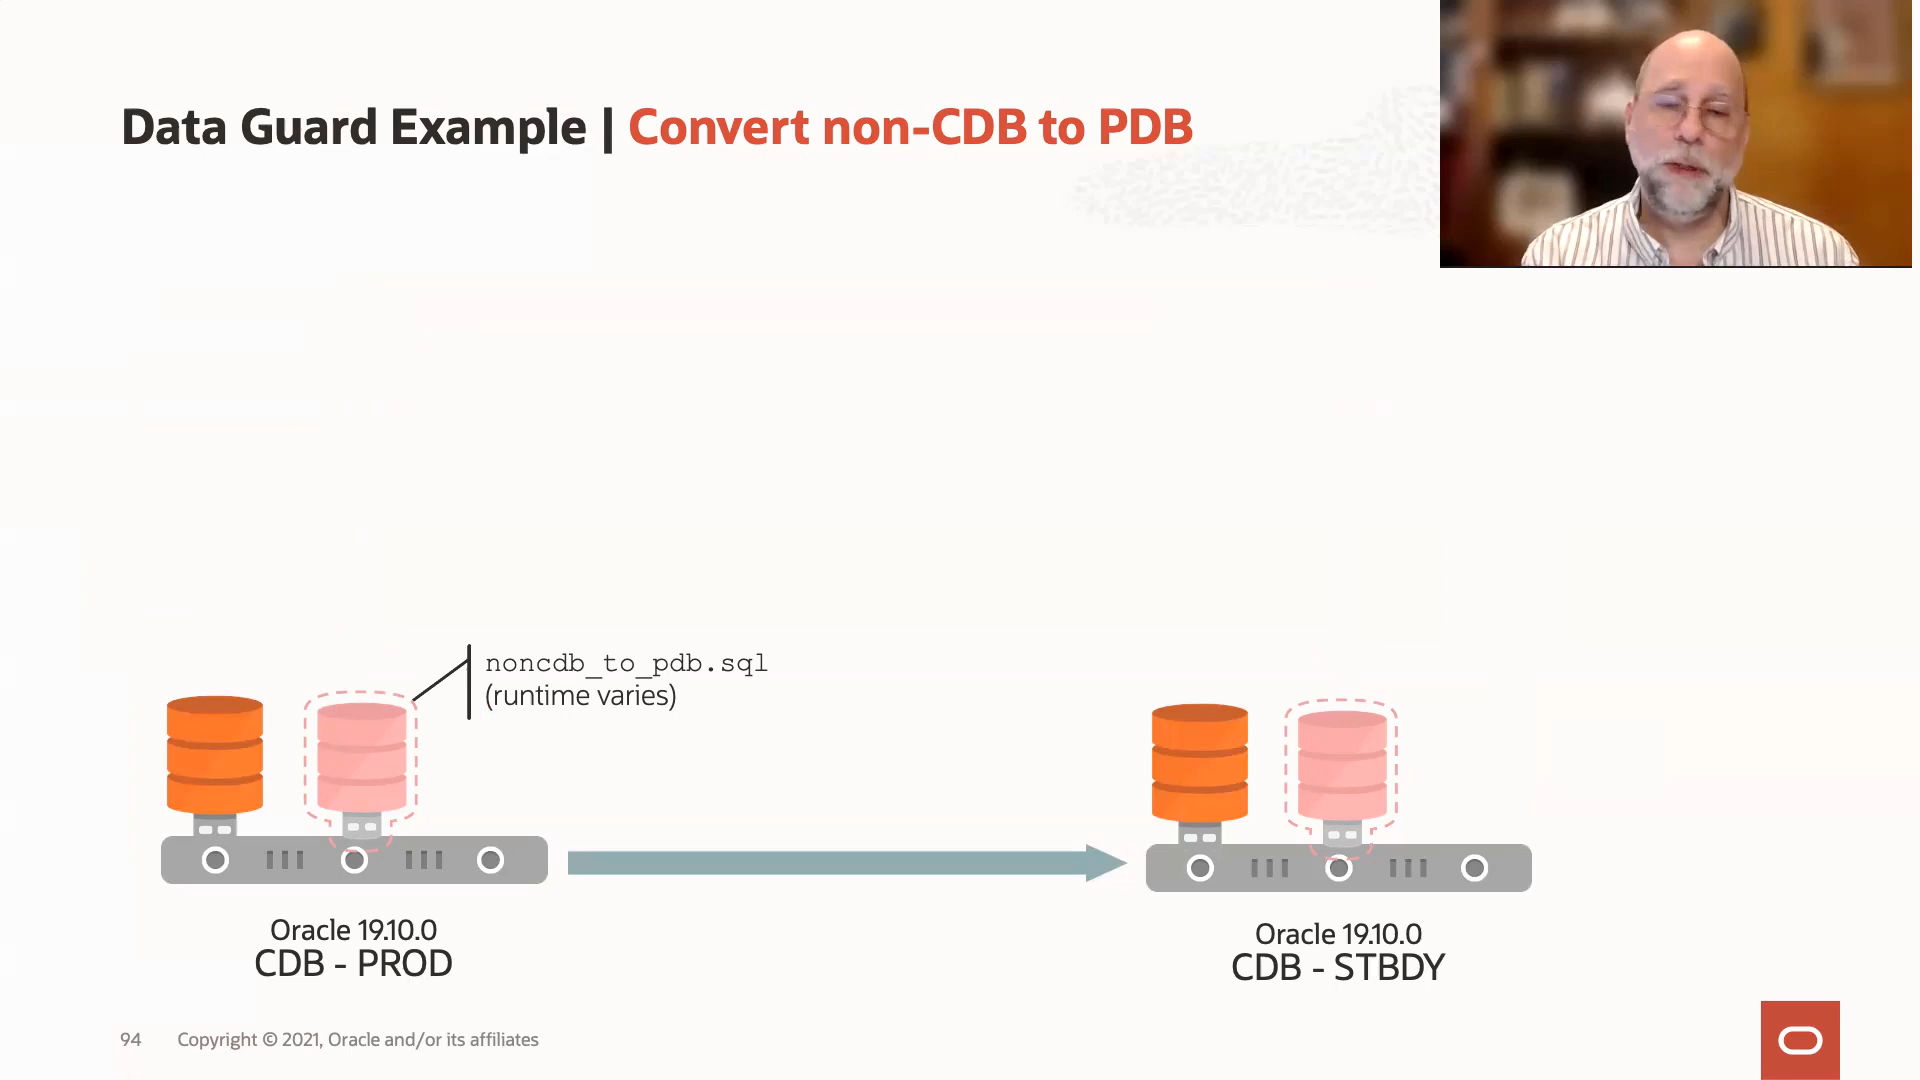 Data Guard Example | Convert non-CDB to PDB
noncdb_to_pdb.sql
(runtime varies)
Oracle 19.10.0
CDB - PROD
Oracle 19.10.0
CDB - STBDY
94 Copyright © 2021, Oracle and/or its affiliates